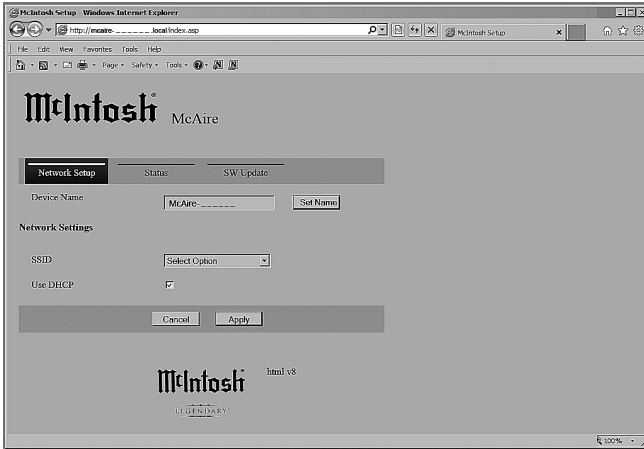 McIntosh Setup - Windows Internet Explorer
http://mcaire-______.local/index.asp
McIntosh Setup
File Edit View Favorites Tools Help
Page Safety Tools
McIntosh® McAire
Network Setup Status SW Update
Device Name McAire-______ Set Name
Network Settings
SSID Select Option
Use DHCP
Cancel Apply
McIntosh® html v8
LEGENDARY
100%